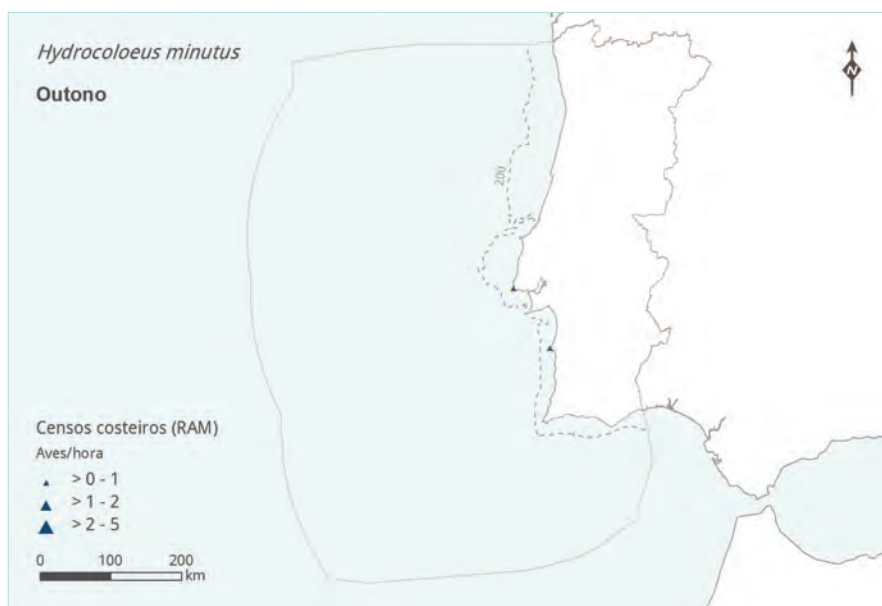 Hydrocoloeus minutus
Outono
N
200
Censos costeiros (RAM)
Aves/hora
> 0 - 1
> 1 - 2
> 2 - 5
0 100 200
km